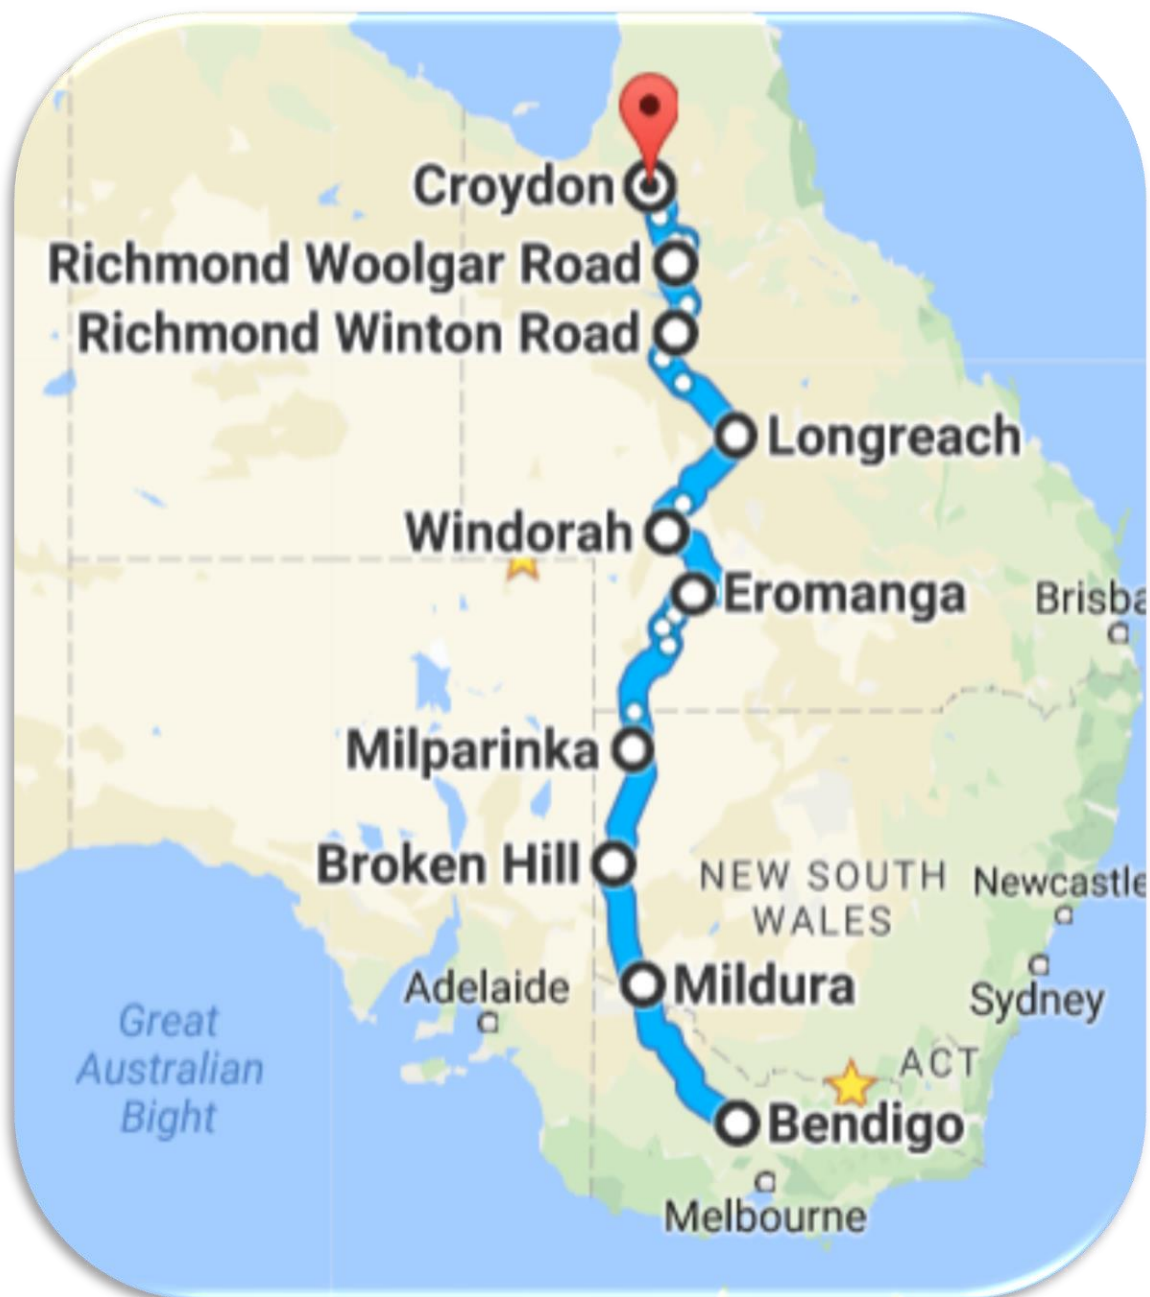 Croydon
Richmond Woolgar Road
Richmond Winton Road
Longreach
Windorah
Eromanga
Brisba
Milparinka
Broken Hill
NEW SOUTH
WALES
Newcastle
Adelaide
Mildura
Sydney
Great
Australian
Bight
ACT
Bendigo
Melbourne